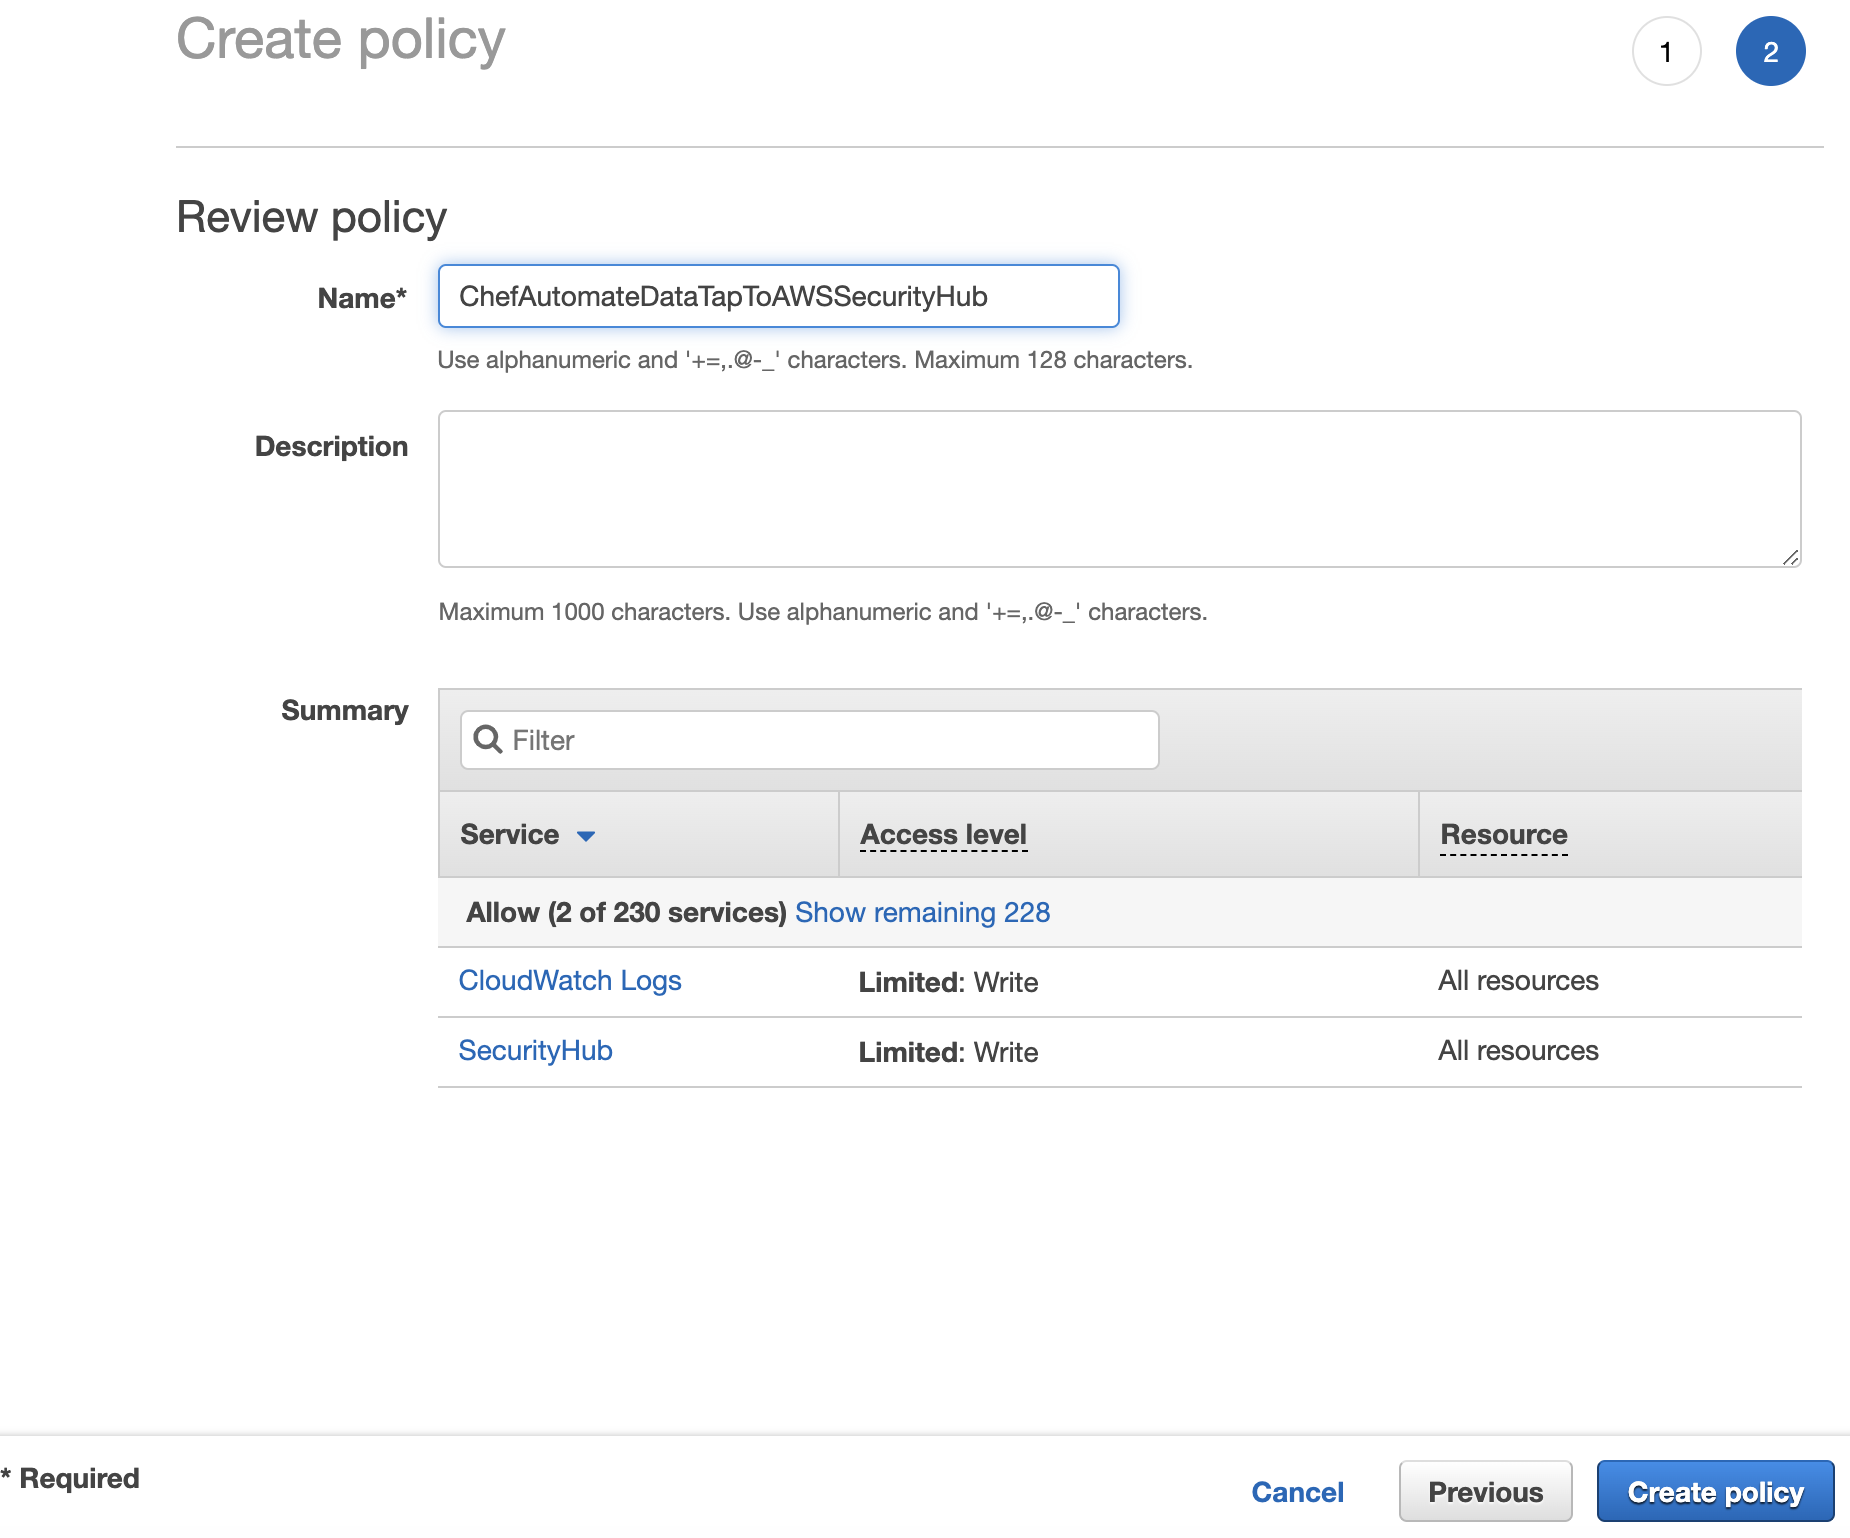 Create policy
1
2
Review policy
Name*
ChefAutomateDataTapToAWSSecurityHub
Use alphanumeric and '+=,.@-_' characters. Maximum 128 characters.
Description
Maximum 1000 characters. Use alphanumeric and '+=,.@-_' characters.
Summary
Filter
Service Access level Resource
Allow (2 of 230 services) Show remaining 228
CloudWatch Logs Limited: Write All resources
SecurityHub Limited: Write All resources
* Required
Cancel Previous Create policy